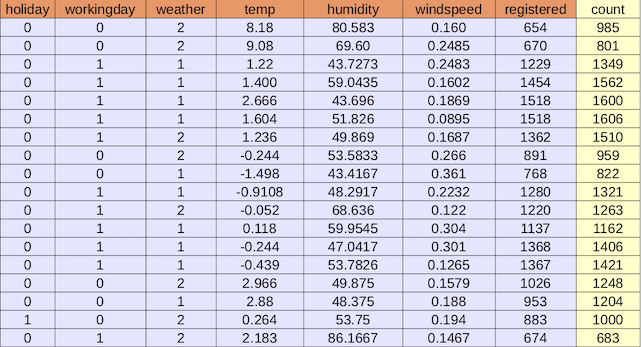 holiday workingday weather temp humidity windspeed registered count
0 0 2 8.18 80.583 0.160 654 985
0 0 2 9.08 69.60 0.2485 670 801
0 1 1 1.22 43.7273 0.2483 1229 1349
0 1 1 1.400 59.0435 0.1602 1454 1562
0 1 1 2.666 43.696 0.1869 1518 1600
0 1 1 1.604 51.826 0.0895 1518 1606
0 1 2 1.236 49.869 0.1687 1362 1510
0 0 2 -0.244 53.5833 0.266 891 959
0 0 1 -1.498 43.4167 0.361 768 822
0 1 1 -0.9108 48.2917 0.2232 1280 1321
0 1 2 -0.052 68.636 0.122 1220 1263
0 1 1 0.118 59.9545 0.304 1137 1162
0 1 1 -0.244 47.0417 0.301 1368 1406
0 1 1 -0.439 53.7826 0.1265 1367 1421
0 0 2 2.966 49.875 0.1579 1026 1248
0 0 1 2.88 48.375 0.188 953 1204
1 0 2 0.264 53.75 0.194 883 1000
0 1 2 2.183 86.1667 0.1467 674 683